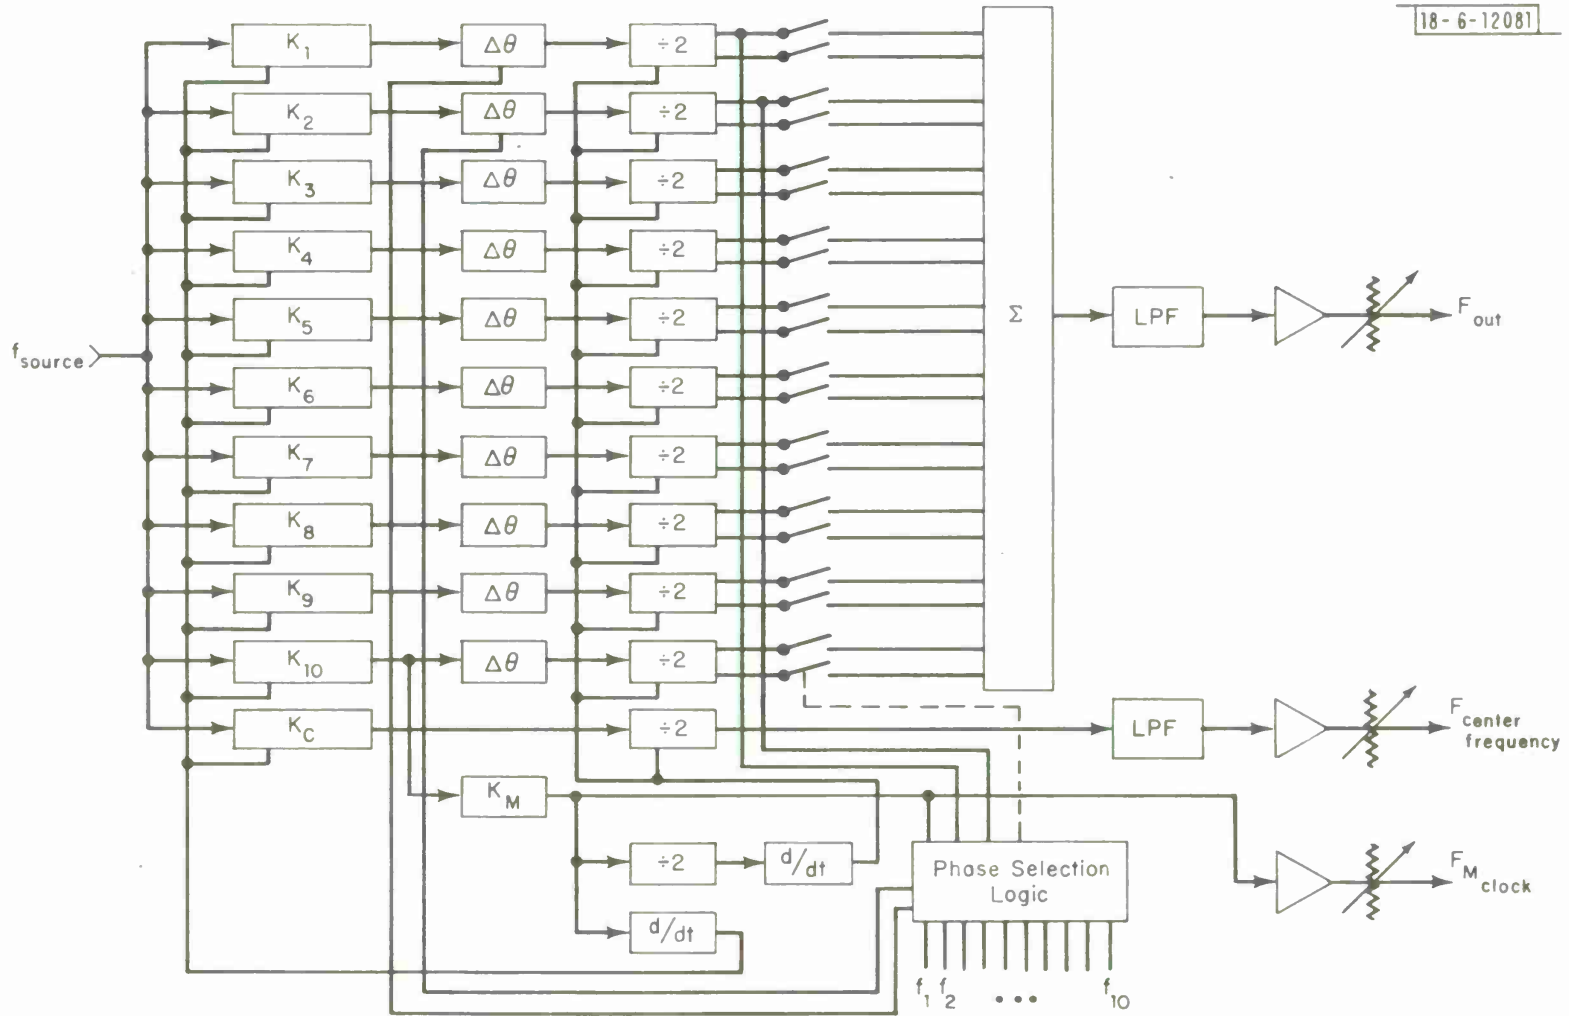 18-6-12081
K1 Δθ ÷2
K2 Δθ ÷2
K3 Δθ ÷2
K4 Δθ ÷2
K5 Δθ ÷2
K6 Δθ ÷2
K7 Δθ ÷2
K8 Δθ ÷2
K9 Δθ ÷2
K10 Δθ ÷2
KC ÷2
fsource
Σ
LPF
Fout
LPF
Fcenter
frequency
KM
÷2 d/dt
d/dt
Phase Selection
Logic
f1 f2 ••• f10
FM
clock